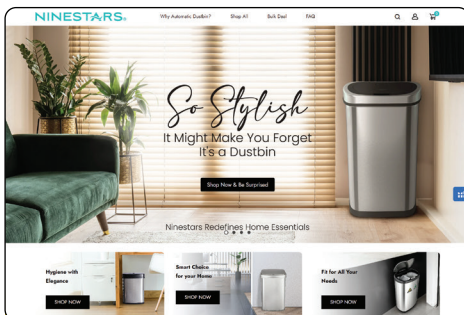 NINESTARS
Why Automatic Dustbin?
Shop All
Bulk Deal
FAQ
So Stylish
It Might Make You Forget
It's a Dustbin
Shop Now & Be Surprised
Ninestars Redefines Home Essentials
Hygiene with
Elegance
SHOP NOW
Smart Choice
for your Home
SHOP NOW
Fit for All Your
Needs
SHOP NOW